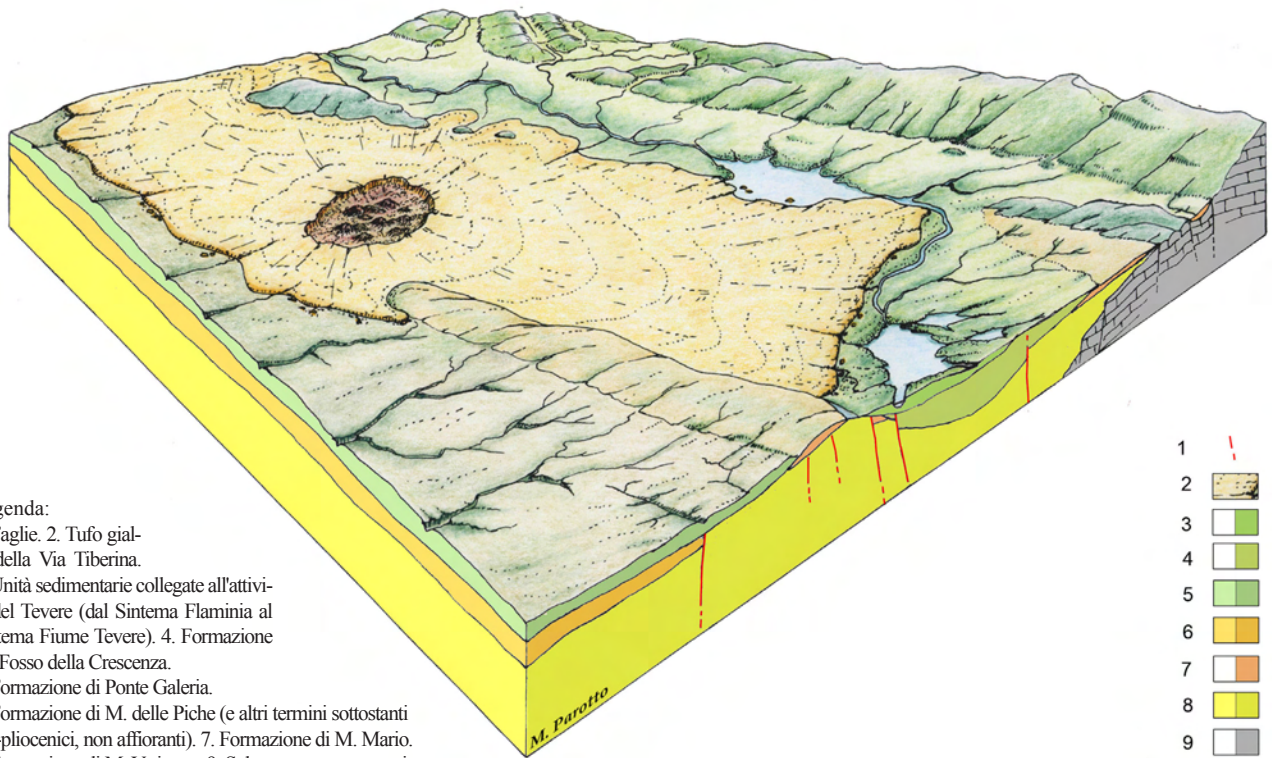 genda:
aglie. 2. Tufo gial-
della Via Tiberina.
Unità sedimentarie collegate all'attivi-
del Tevere (dal Sintema Flaminia al
tema Fiume Tevere). 4. Formazione
Fosso della Crescenza.
ormazione di Ponte Galeria.
ormazione di M. delle Piche (e altri termini sottostanti
-pliocenici, non affioranti). 7. Formazione di M. Mario.
M. Parotto
1
2
3
4
5
6
7
8
9